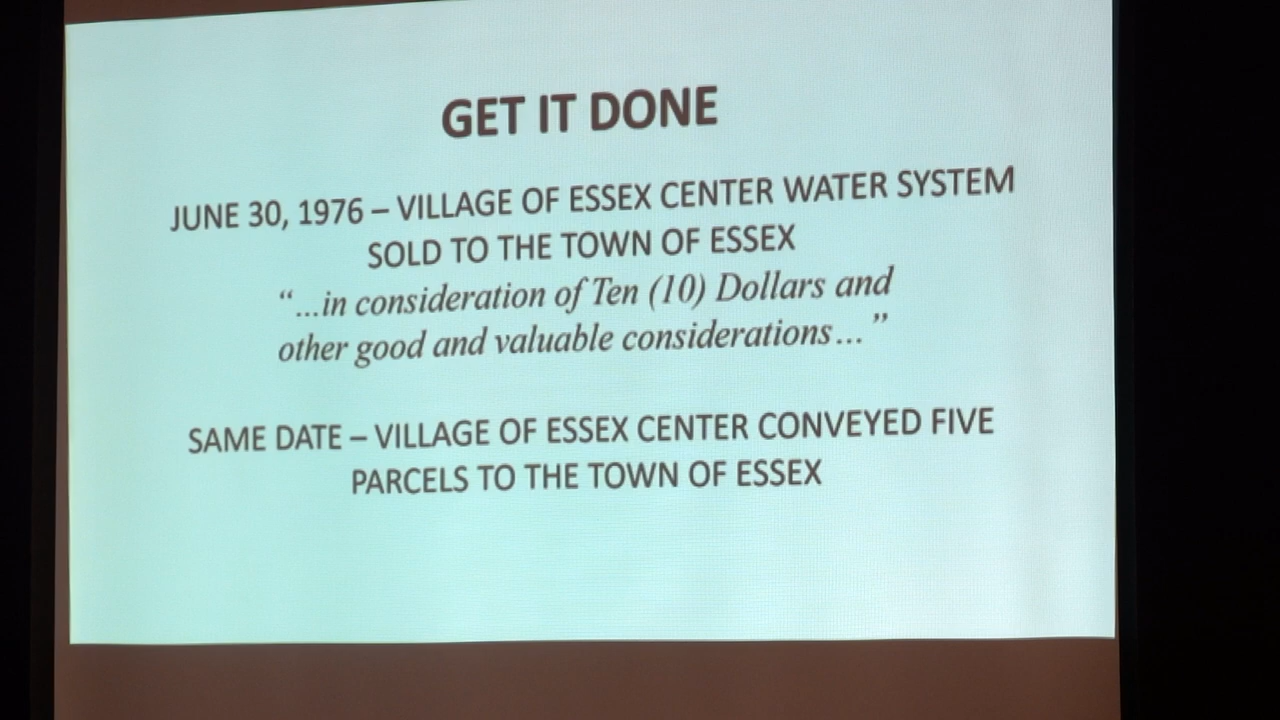 GET IT DONE
JUNE 30, 1976 – VILLAGE OF ESSEX CENTER WATER SYSTEM
SOLD TO THE TOWN OF ESSEX
“...in consideration of Ten (10) Dollars and
other good and valuable considerations...”
SAME DATE – VILLAGE OF ESSEX CENTER CONVEYED FIVE
PARCELS TO THE TOWN OF ESSEX